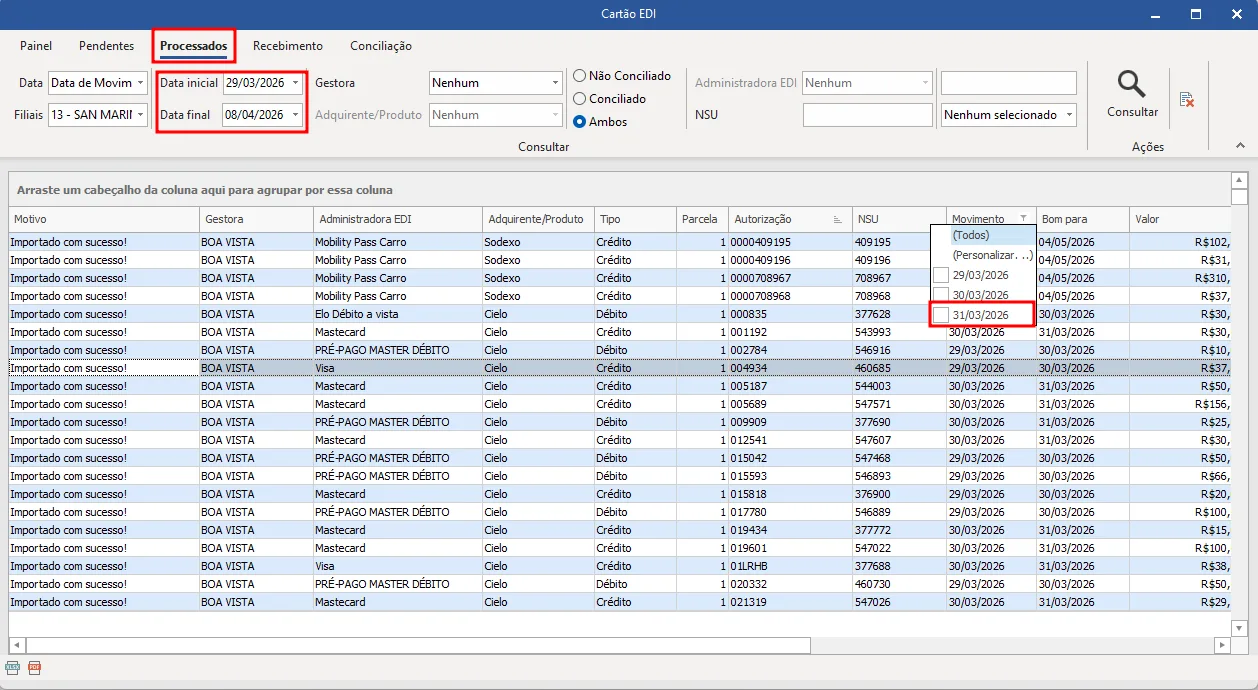 Cartão EDI
Painel Pendentes Processados Recebimento Conciliação
Data Data de Movim Data inicial 29/03/2026 Gestora Nenhum Não Conciliado Administradora EDI Nenhum
Conciliado
Filiais 13 - SAN MARII Data final 08/04/2026 Adquirente/Produto Nenhum Ambos NSU Nenhum selecionado Consultar
Consultar Ações
Arraste um cabeçalho da coluna aqui para agrupar por essa coluna
Motivo Gestora Administradora EDI Adquirente/Produto Tipo Parcela Autorização NSU Movimento Bom para Valor
(Todos)
(Personalizar. ..)
29/03/2026
30/03/2026
31/03/2026
Importado com sucesso! BOA VISTA Mobility Pass Carro Sodexo Crédito 1 0000409195 409195 04/05/2026 R$102,
Importado com sucesso! BOA VISTA Mobility Pass Carro Sodexo Crédito 1 0000409196 409196 04/05/2026 R$31,
Importado com sucesso! BOA VISTA Mobility Pass Carro Sodexo Crédito 1 0000708967 708967 04/05/2026 R$310,
Importado com sucesso! BOA VISTA Mobility Pass Carro Sodexo Crédito 1 0000708968 708968 04/05/2026 R$37,
Importado com sucesso! BOA VISTA Elo Débito a vista Cielo Débito 1 000835 377628 30/03/2026 R$30,
Importado com sucesso! BOA VISTA Mastercard Cielo Crédito 1 001192 543993 30/03/2026 31/03/2026 R$30,
Importado com sucesso! BOA VISTA PRÉ-PAGO MASTER DÉBITO Cielo Débito 1 002784 546916 29/03/2026 30/03/2026 R$10,
Importado com sucesso! BOA VISTA Visa Cielo Crédito 1 004934 460685 29/03/2026 30/03/2026 R$37,
Importado com sucesso! BOA VISTA Mastercard Cielo Crédito 1 005187 544003 30/03/2026 31/03/2026 R$50,
Importado com sucesso! BOA VISTA Mastercard Cielo Crédito 1 005689 547571 30/03/2026 31/03/2026 R$156,
Importado com sucesso! BOA VISTA PRÉ-PAGO MASTER DÉBITO Cielo Débito 1 009909 377690 30/03/2026 31/03/2026 R$25,
Importado com sucesso! BOA VISTA Mastercard Cielo Crédito 1 012541 547607 30/03/2026 31/03/2026 R$30,
Importado com sucesso! BOA VISTA PRÉ-PAGO MASTER DÉBITO Cielo Débito 1 015042 547468 29/03/2026 30/03/2026 R$50,
Importado com sucesso! BOA VISTA PRÉ-PAGO MASTER DÉBITO Cielo Débito 1 015593 546893 29/03/2026 30/03/2026 R$66,
Importado com sucesso! BOA VISTA Mastercard Cielo Crédito 1 015818 376900 29/03/2026 30/03/2026 R$20,
Importado com sucesso! BOA VISTA PRÉ-PAGO MASTER DÉBITO Cielo Débito 1 017780 546889 29/03/2026 30/03/2026 R$100,
Importado com sucesso! BOA VISTA Mastercard Cielo Crédito 1 019434 377772 30/03/2026 31/03/2026 R$15,
Importado com sucesso! BOA VISTA Mastercard Cielo Crédito 1 019601 547022 30/03/2026 31/03/2026 R$100,
Importado com sucesso! BOA VISTA Visa Cielo Crédito 1 01LRHB 377688 30/03/2026 31/03/2026 R$38,
Importado com sucesso! BOA VISTA PRÉ-PAGO MASTER DÉBITO Cielo Débito 1 020332 460730 29/03/2026 30/03/2026 R$50,
Importado com sucesso! BOA VISTA Mastercard Cielo Crédito 1 021319 547026 30/03/2026 31/03/2026 R$29,